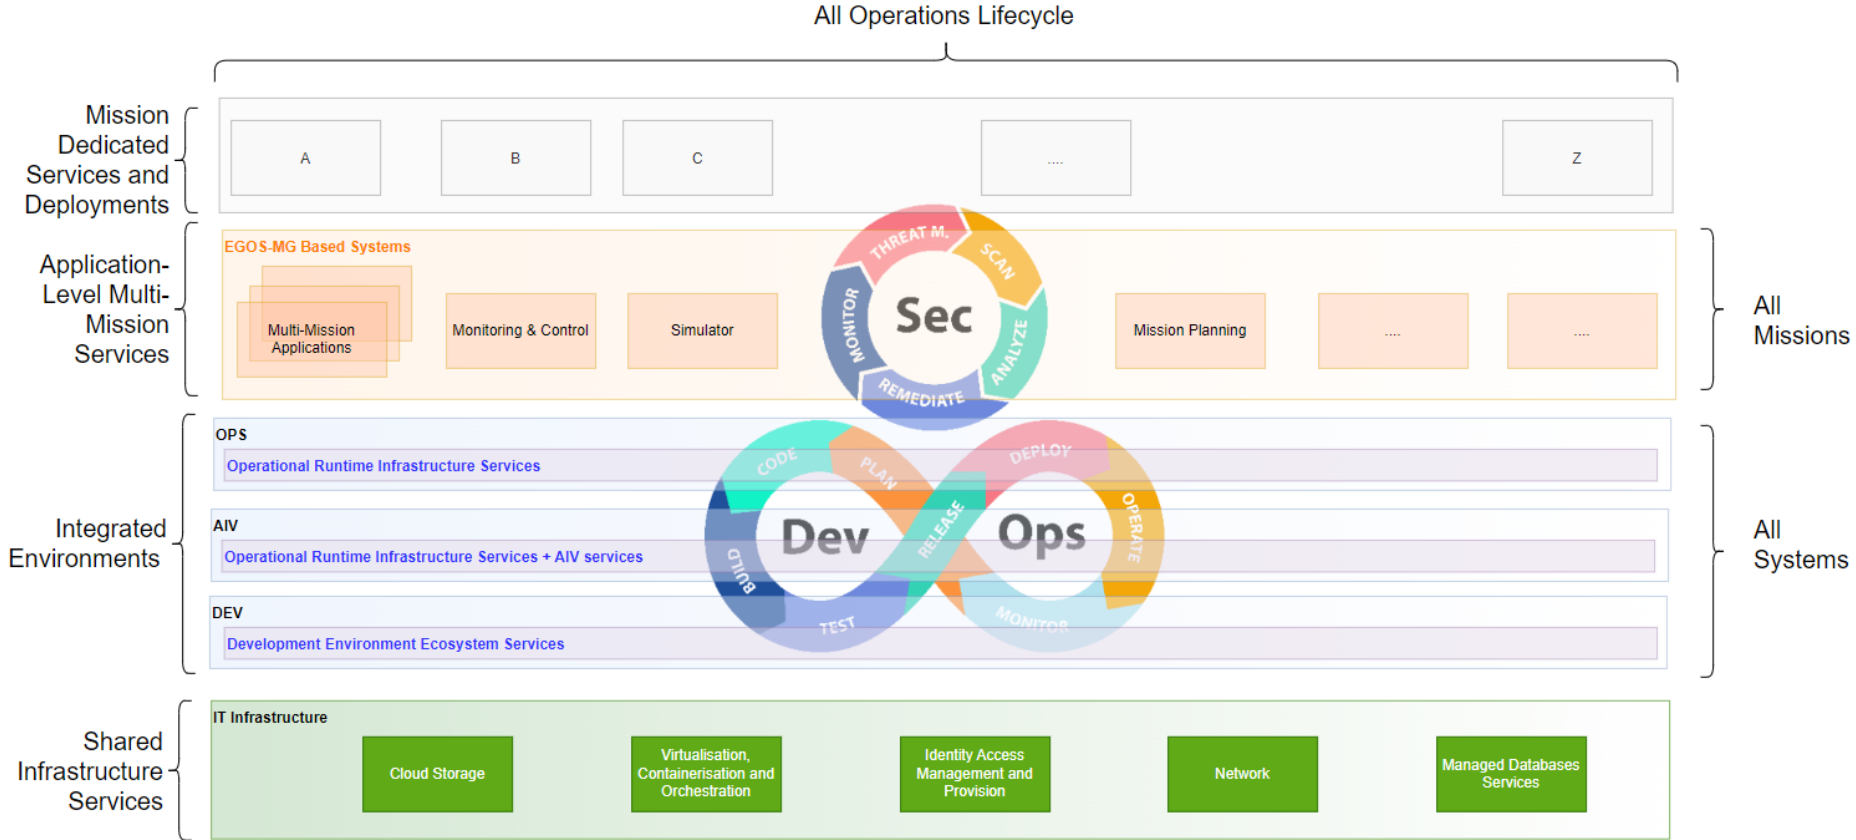 All Operations Lifecycle
Mission
Dedicated
Services and
Deployments
A
B
C
....
Z
Application-
Level Multi-
Mission
Services
EGOS-MG Based Systems
Multi-Mission
Applications
Monitoring & Control
Simulator
Mission Planning
....
....
All
Missions
THREAT M.
SCAN
ANALYZE
REMEDIATE
MONITOR
Sec
Integrated
Environments
OPS
Operational Runtime Infrastructure Services
AIV
Operational Runtime Infrastructure Services + AIV services
DEV
Development Environment Ecosystem Services
CODE
PLAN
BUILD
TEST
RELEASE
DEPLOY
OPERATE
MONITOR
Dev
Ops
All
Systems
Shared
Infrastructure
Services
IT Infrastructure
Cloud Storage
Virtualisation,
Containerisation and
Orchestration
Identity Access
Management and
Provision
Network
Managed Databases
Services